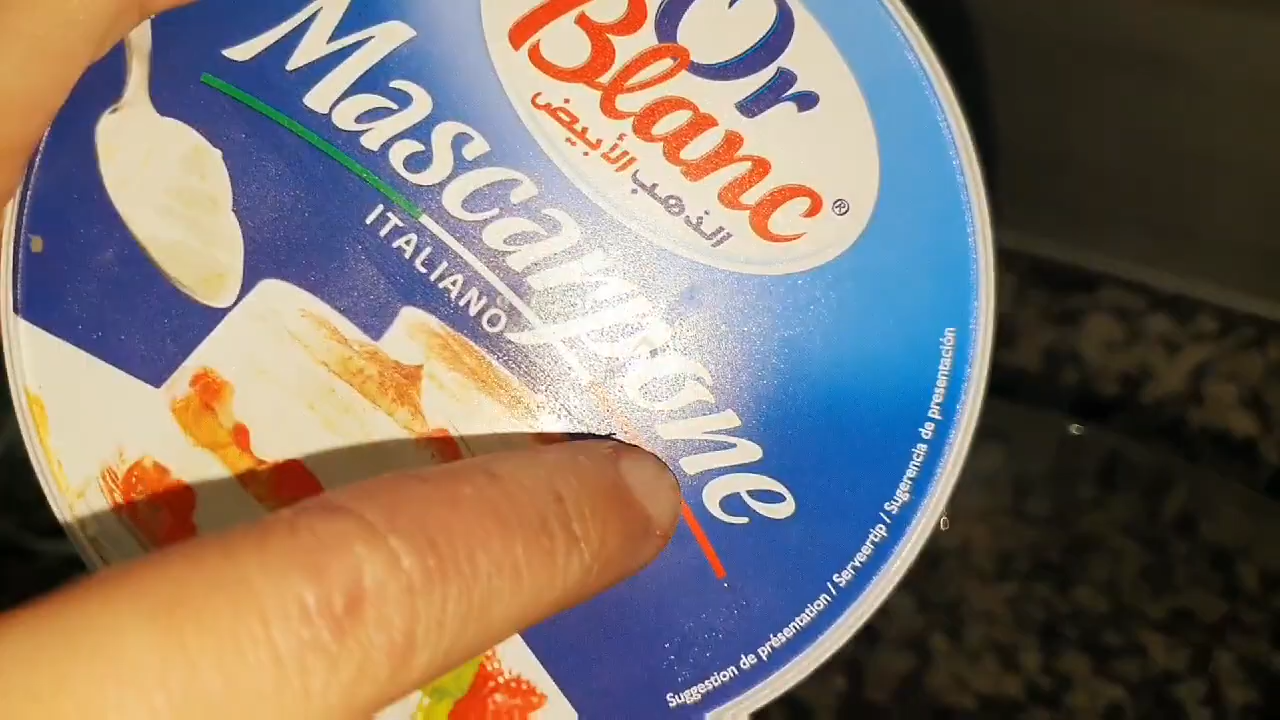 Or
Blanc®
الذهب الأبيض
Mascarpone
ITALIANO
Suggestion de présentation / Serveertip / Sugerencia de presentación